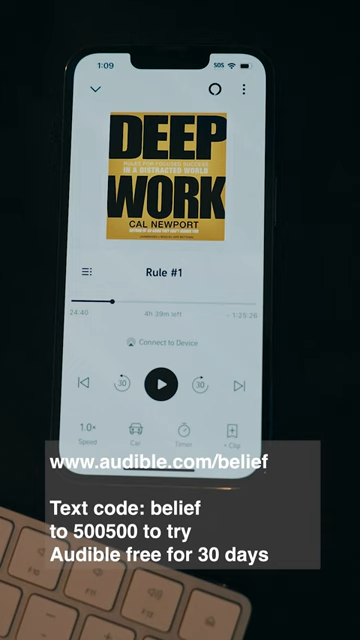 1:09
SOS
DEEP
RULES FOR FOCUSED SUCCESS
IN A DISTRACTED WORLD
WORK
CAL NEWPORT
Rule #1
24:40
4h 39m left
- 1:25:26
Connect to Device
30
30
1.0x
Speed
Car
Timer
+ Clip
www.audible.com/belief
Text code: belief
to 500500 to try
Audible free for 30 days